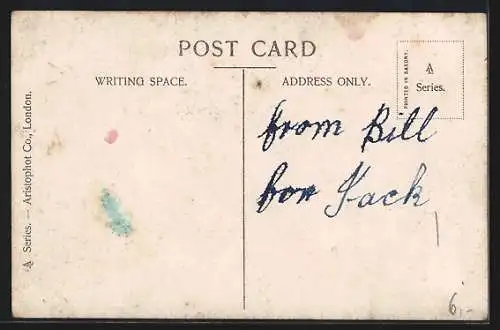 POST CARD
WRITING SPACE.
ADDRESS ONLY.
PRINTED IN SAXONY.
A
Series.
from Bill
for Jack
A Series. — Aristophot Co., London.
6,-